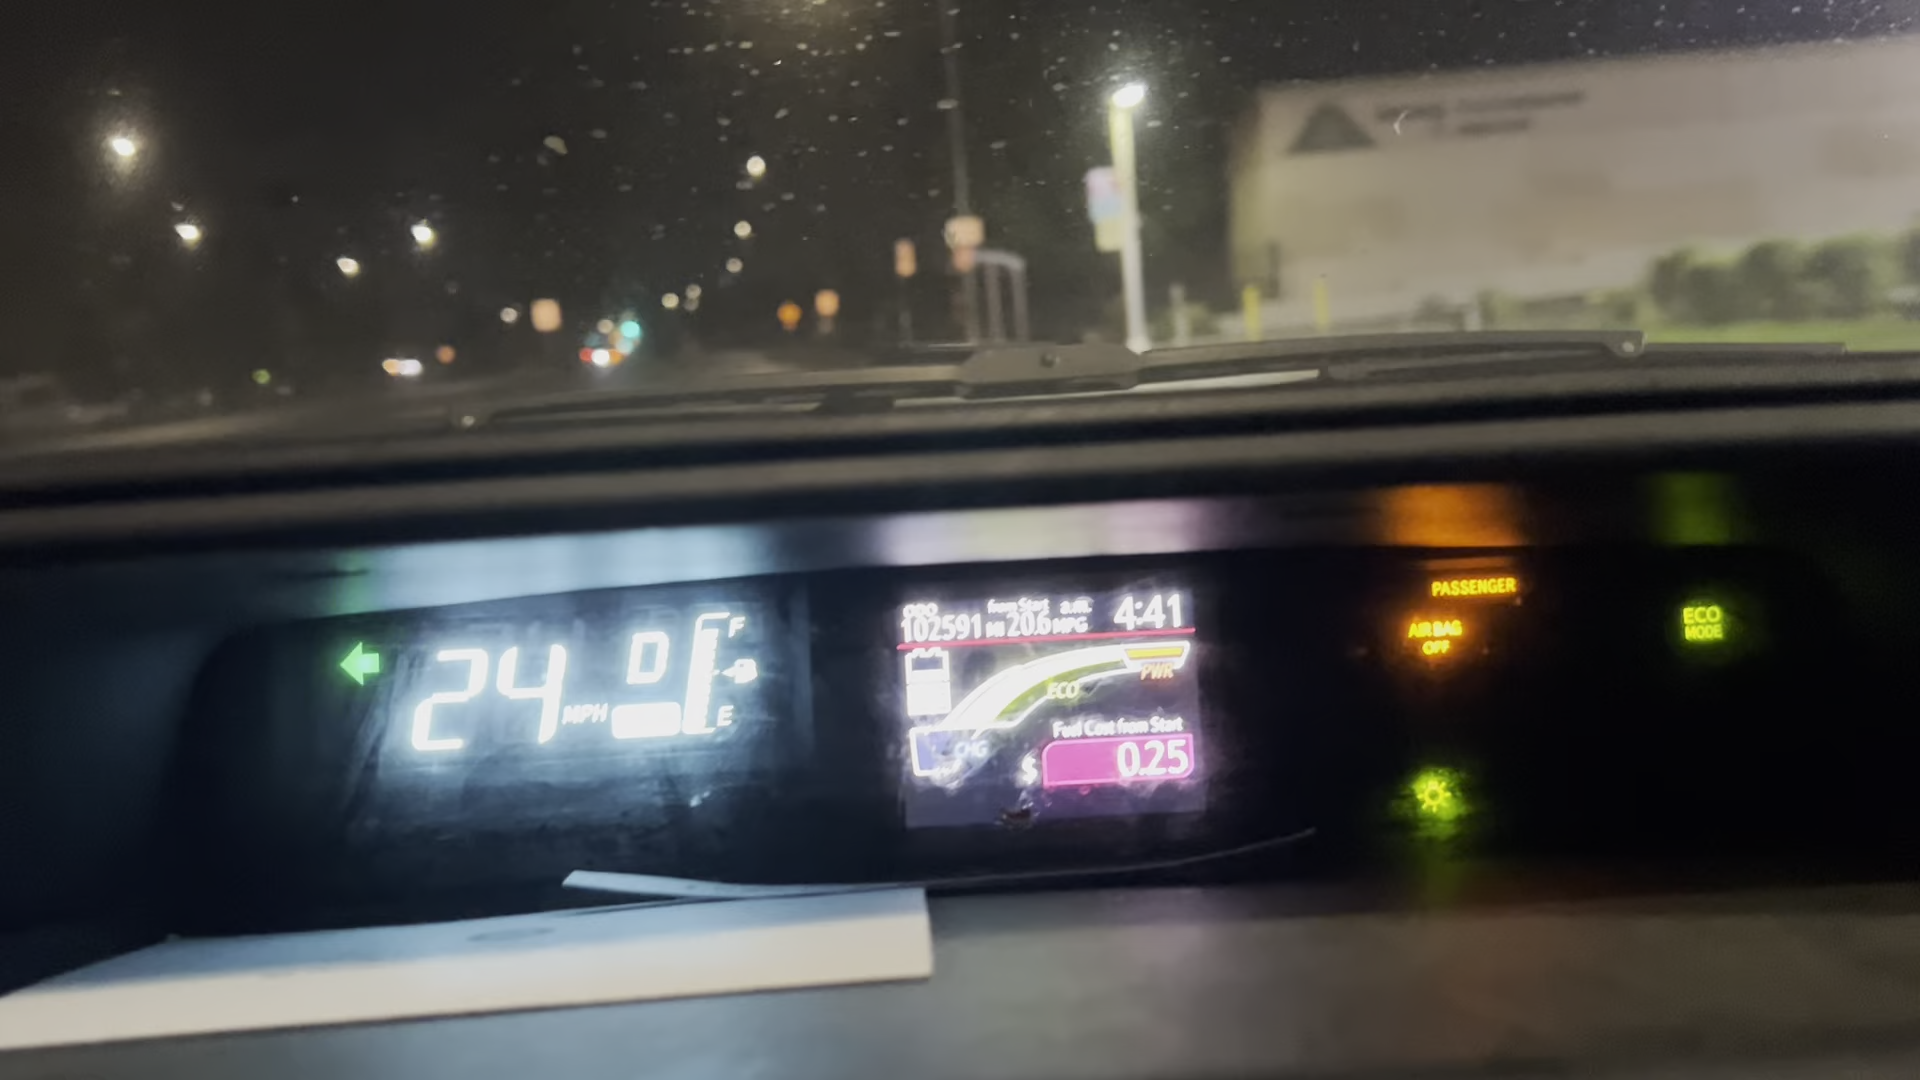 24 MPH D F E
ODO from Start a.m. 4:41
102591 MI 20.6 MPG
ECO PWR
CHG
Fuel Cost from Start
$ 0.25
PASSENGER
AIR BAG
OFF
ECO
MODE